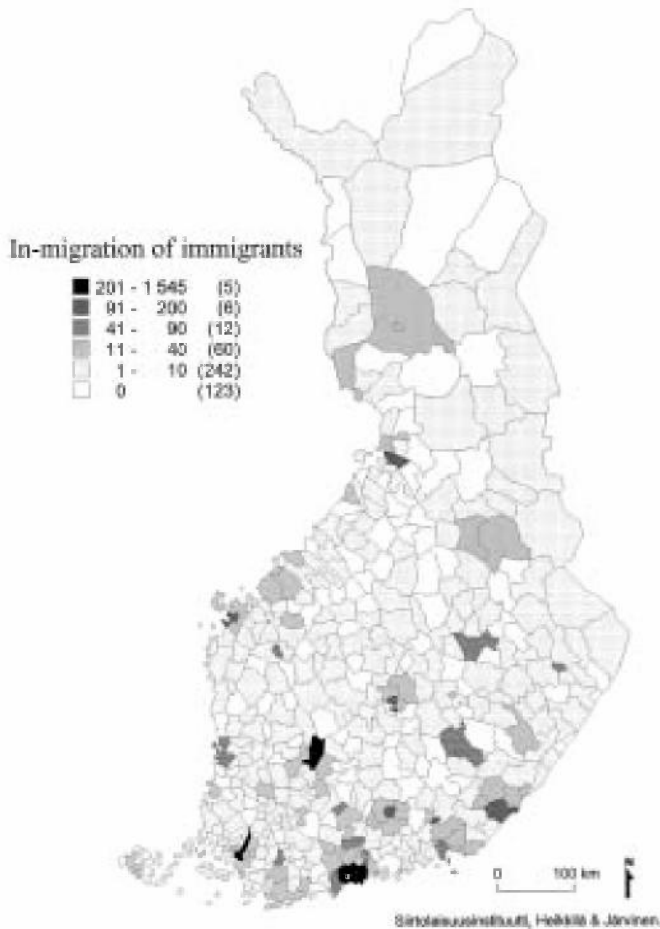 In-migration of immigrants
201 - 1 545 (5)
91 - 200 (6)
41 - 90 (12)
11 - 40 (60)
1 - 10 (242)
0 (123)
N
0 100 km
Siirtolaisuusinstituutti, Heikkilä & Järvinen